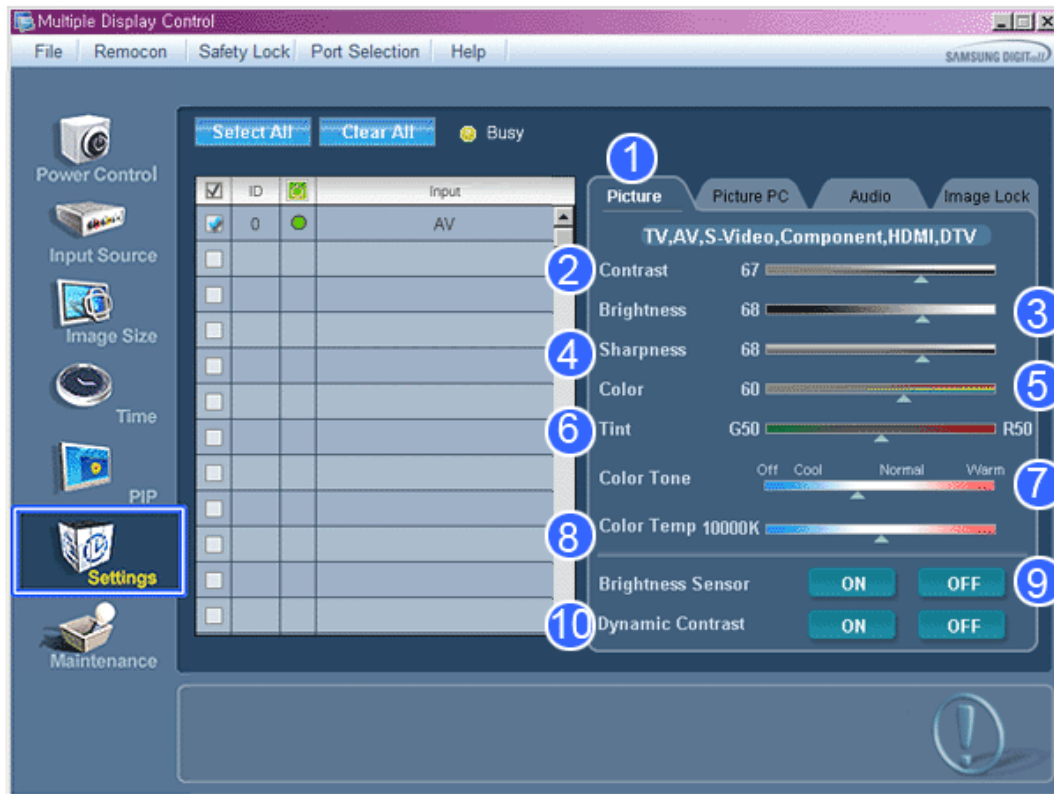 Multiple Display Control
File Remocon Safety Lock Port Selection Help
SAMSUNG DIGITall
Select All Clear All Busy
Power Control
Input Source
Image Size
Time
PIP
Settings
Maintenance
ID Input
0 AV
1
Picture Picture PC Audio Image Lock
TV,AV,S-Video,Component,HDMI,DTV
2 Contrast 67
Brightness 68 3
4 Sharpness 68
Color 60 5
6 Tint G50 R50
Off Cool Normal Warm
Color Tone 7
8 Color Temp 10000K
Brightness Sensor ON OFF 9
10 Dynamic Contrast ON OFF